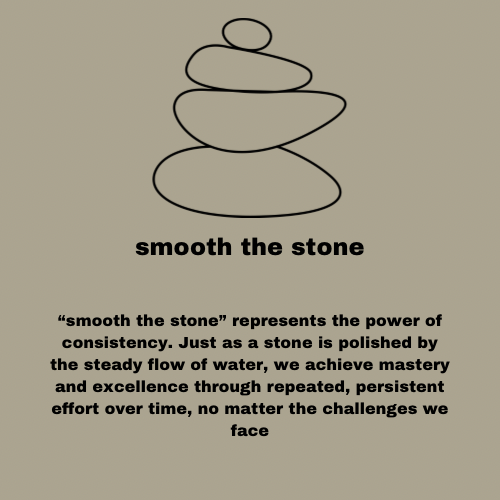 smooth the stone
“smooth the stone” represents the power of
consistency. Just as a stone is polished by
the steady flow of water, we achieve mastery
and excellence through repeated, persistent
effort over time, no matter the challenges we
face